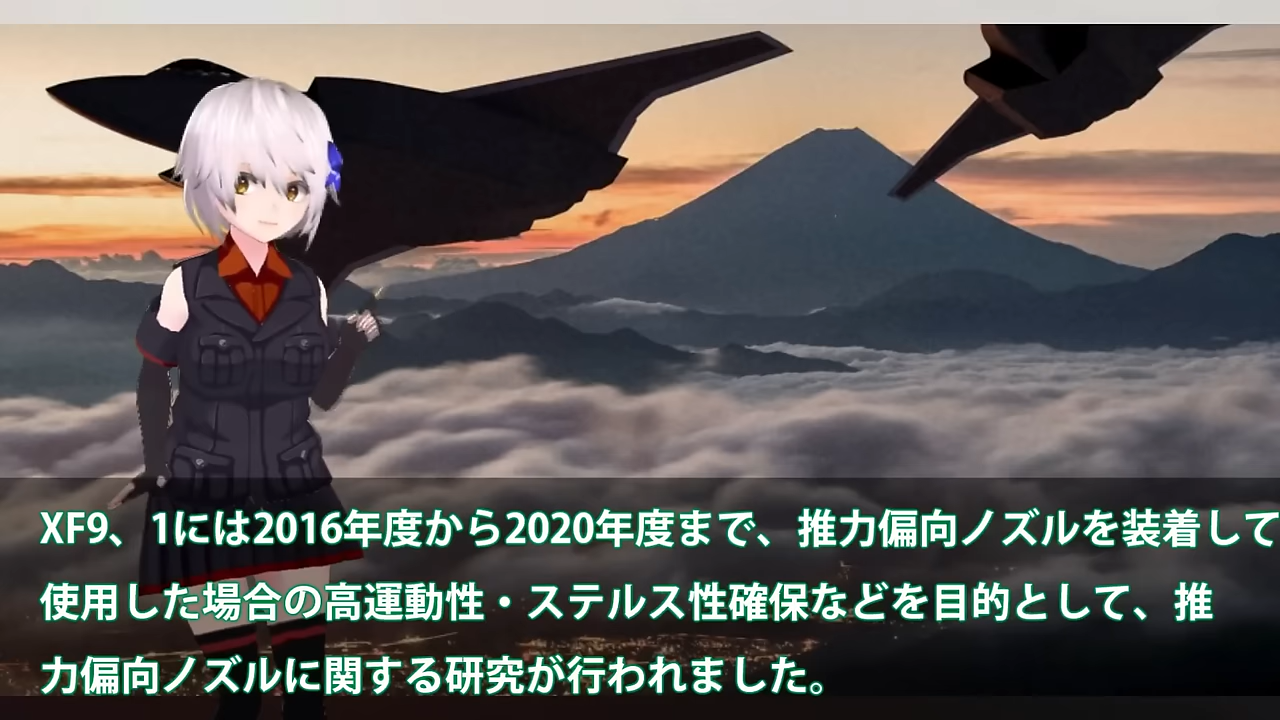 XF9、1には2016年度から2020年度まで、推力偏向ノズルを装着して
使用した場合の高運動性・ステルス性確保などを目的として、推
力偏向ノズルに関する研究が行われました。